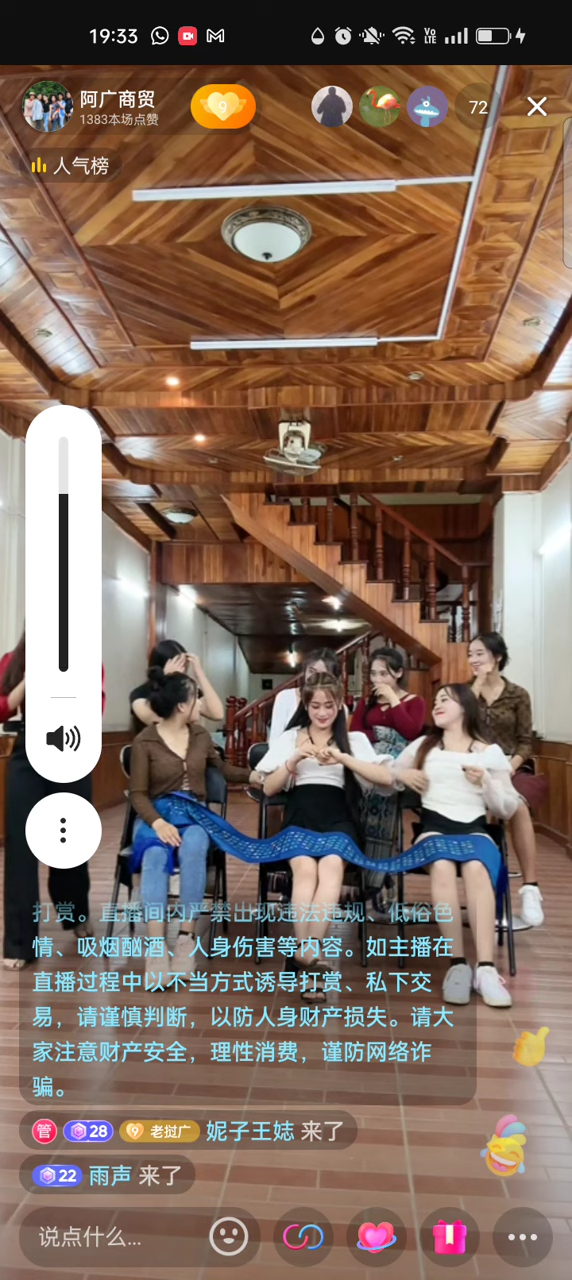 19:33
Vo LTE
阿广商贸
1383本场点赞
9
72
人气榜
打赏。直播间内严禁出现违法违规、低俗色
情、吸烟酗酒、人身伤害等内容。如主播在
直播过程中以不当方式诱导打赏、私下交
易，请谨慎判断，以防人身财产损失。请大
家注意财产安全，理性消费，谨防网络诈
骗。
管 28 9 老挝广 妮子王娡 来了
22 雨声 来了
说点什么...